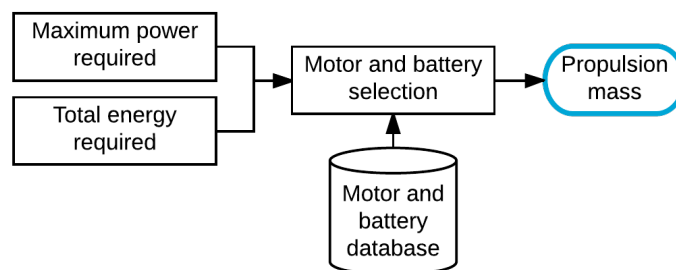 Maximum power
required
Total energy
required
Motor and battery
selection
Propulsion
mass
Motor and
battery
database